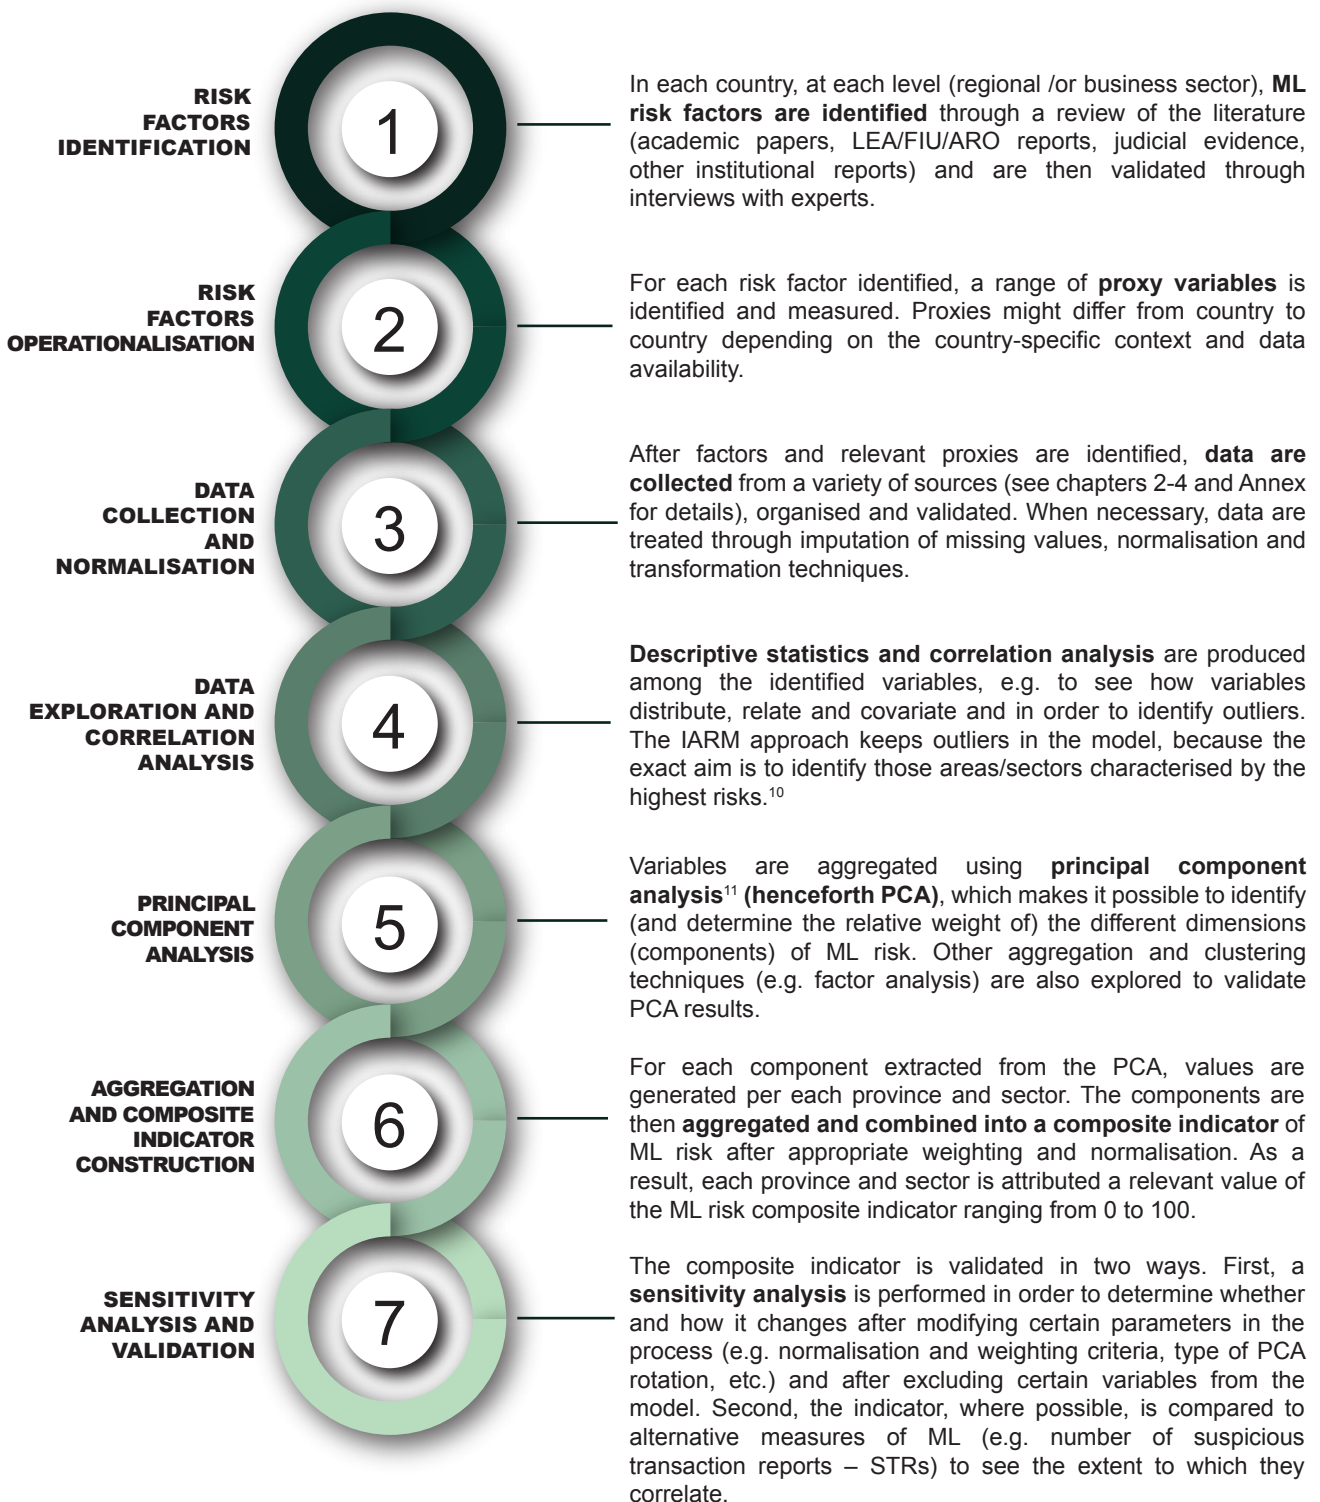 RISK
FACTORS
IDENTIFICATION
1
In each country, at each level (regional /or business sector), ML
risk factors are identified through a review of the literature
(academic papers, LEA/FIU/ARO reports, judicial evidence,
other institutional reports) and are then validated through
interviews with experts.
RISK
FACTORS
OPERATIONALISATION
2
For each risk factor identified, a range of proxy variables is
identified and measured. Proxies might differ from country to
country depending on the country-specific context and data
availability.
DATA
COLLECTION
AND
NORMALISATION
3
After factors and relevant proxies are identified, data are
collected from a variety of sources (see chapters 2-4 and Annex
for details), organised and validated. When necessary, data are
treated through imputation of missing values, normalisation and
transformation techniques.
DATA
EXPLORATION AND
CORRELATION
ANALYSIS
4
Descriptive statistics and correlation analysis are produced
among the identified variables, e.g. to see how variables
distribute, relate and covariate and in order to identify outliers.
The IARM approach keeps outliers in the model, because the
exact aim is to identify those areas/sectors characterised by the
highest risks.10
PRINCIPAL
COMPONENT
ANALYSIS
5
Variables are aggregated using principal component
analysis11 (henceforth PCA), which makes it possible to identify
(and determine the relative weight of) the different dimensions
(components) of ML risk. Other aggregation and clustering
techniques (e.g. factor analysis) are also explored to validate
PCA results.
AGGREGATION
AND COMPOSITE
INDICATOR
CONSTRUCTION
6
For each component extracted from the PCA, values are
generated per each province and sector. The components are
then aggregated and combined into a composite indicator of
ML risk after appropriate weighting and normalisation. As a
result, each province and sector is attributed a relevant value of
the ML risk composite indicator ranging from 0 to 100.
SENSITIVITY
ANALYSIS AND
VALIDATION
7
The composite indicator is validated in two ways. First, a
sensitivity analysis is performed in order to determine whether
and how it changes after modifying certain parameters in the
process (e.g. normalisation and weighting criteria, type of PCA
rotation, etc.) and after excluding certain variables from the
model. Second, the indicator, where possible, is compared to
alternative measures of ML (e.g. number of suspicious
transaction reports – STRs) to see the extent to which they
correlate.